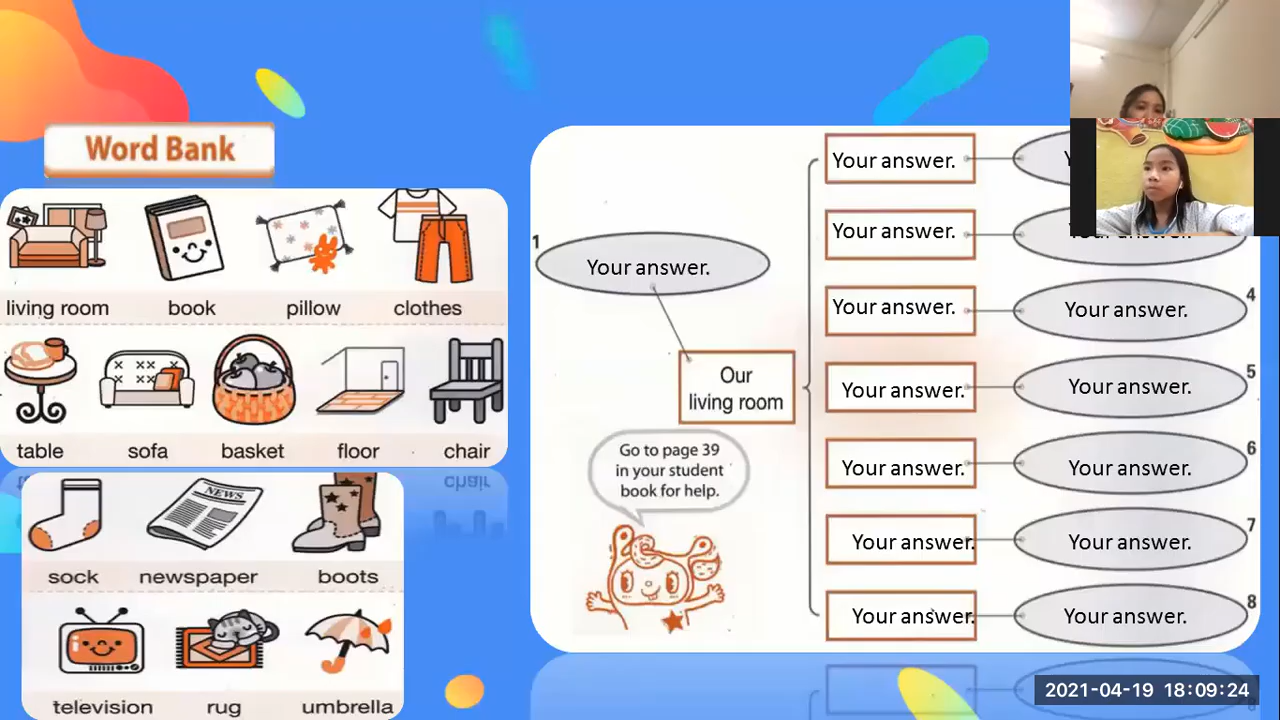 Word Bank
living room book pillow clothes
table sofa basket floor chair
sock newspaper boots
NEWS
television rug umbrella
1
Your answer.
Our
living room
Go to page 39
in your student
book for help.
Your answer.
Your answer.
Your answer. Your answer. 4
Your answer. Your answer. 5
Your answer. Your answer. 6
Your answer. Your answer. 7
Your answer. Your answer. 8
2021-04-19 18:09:24